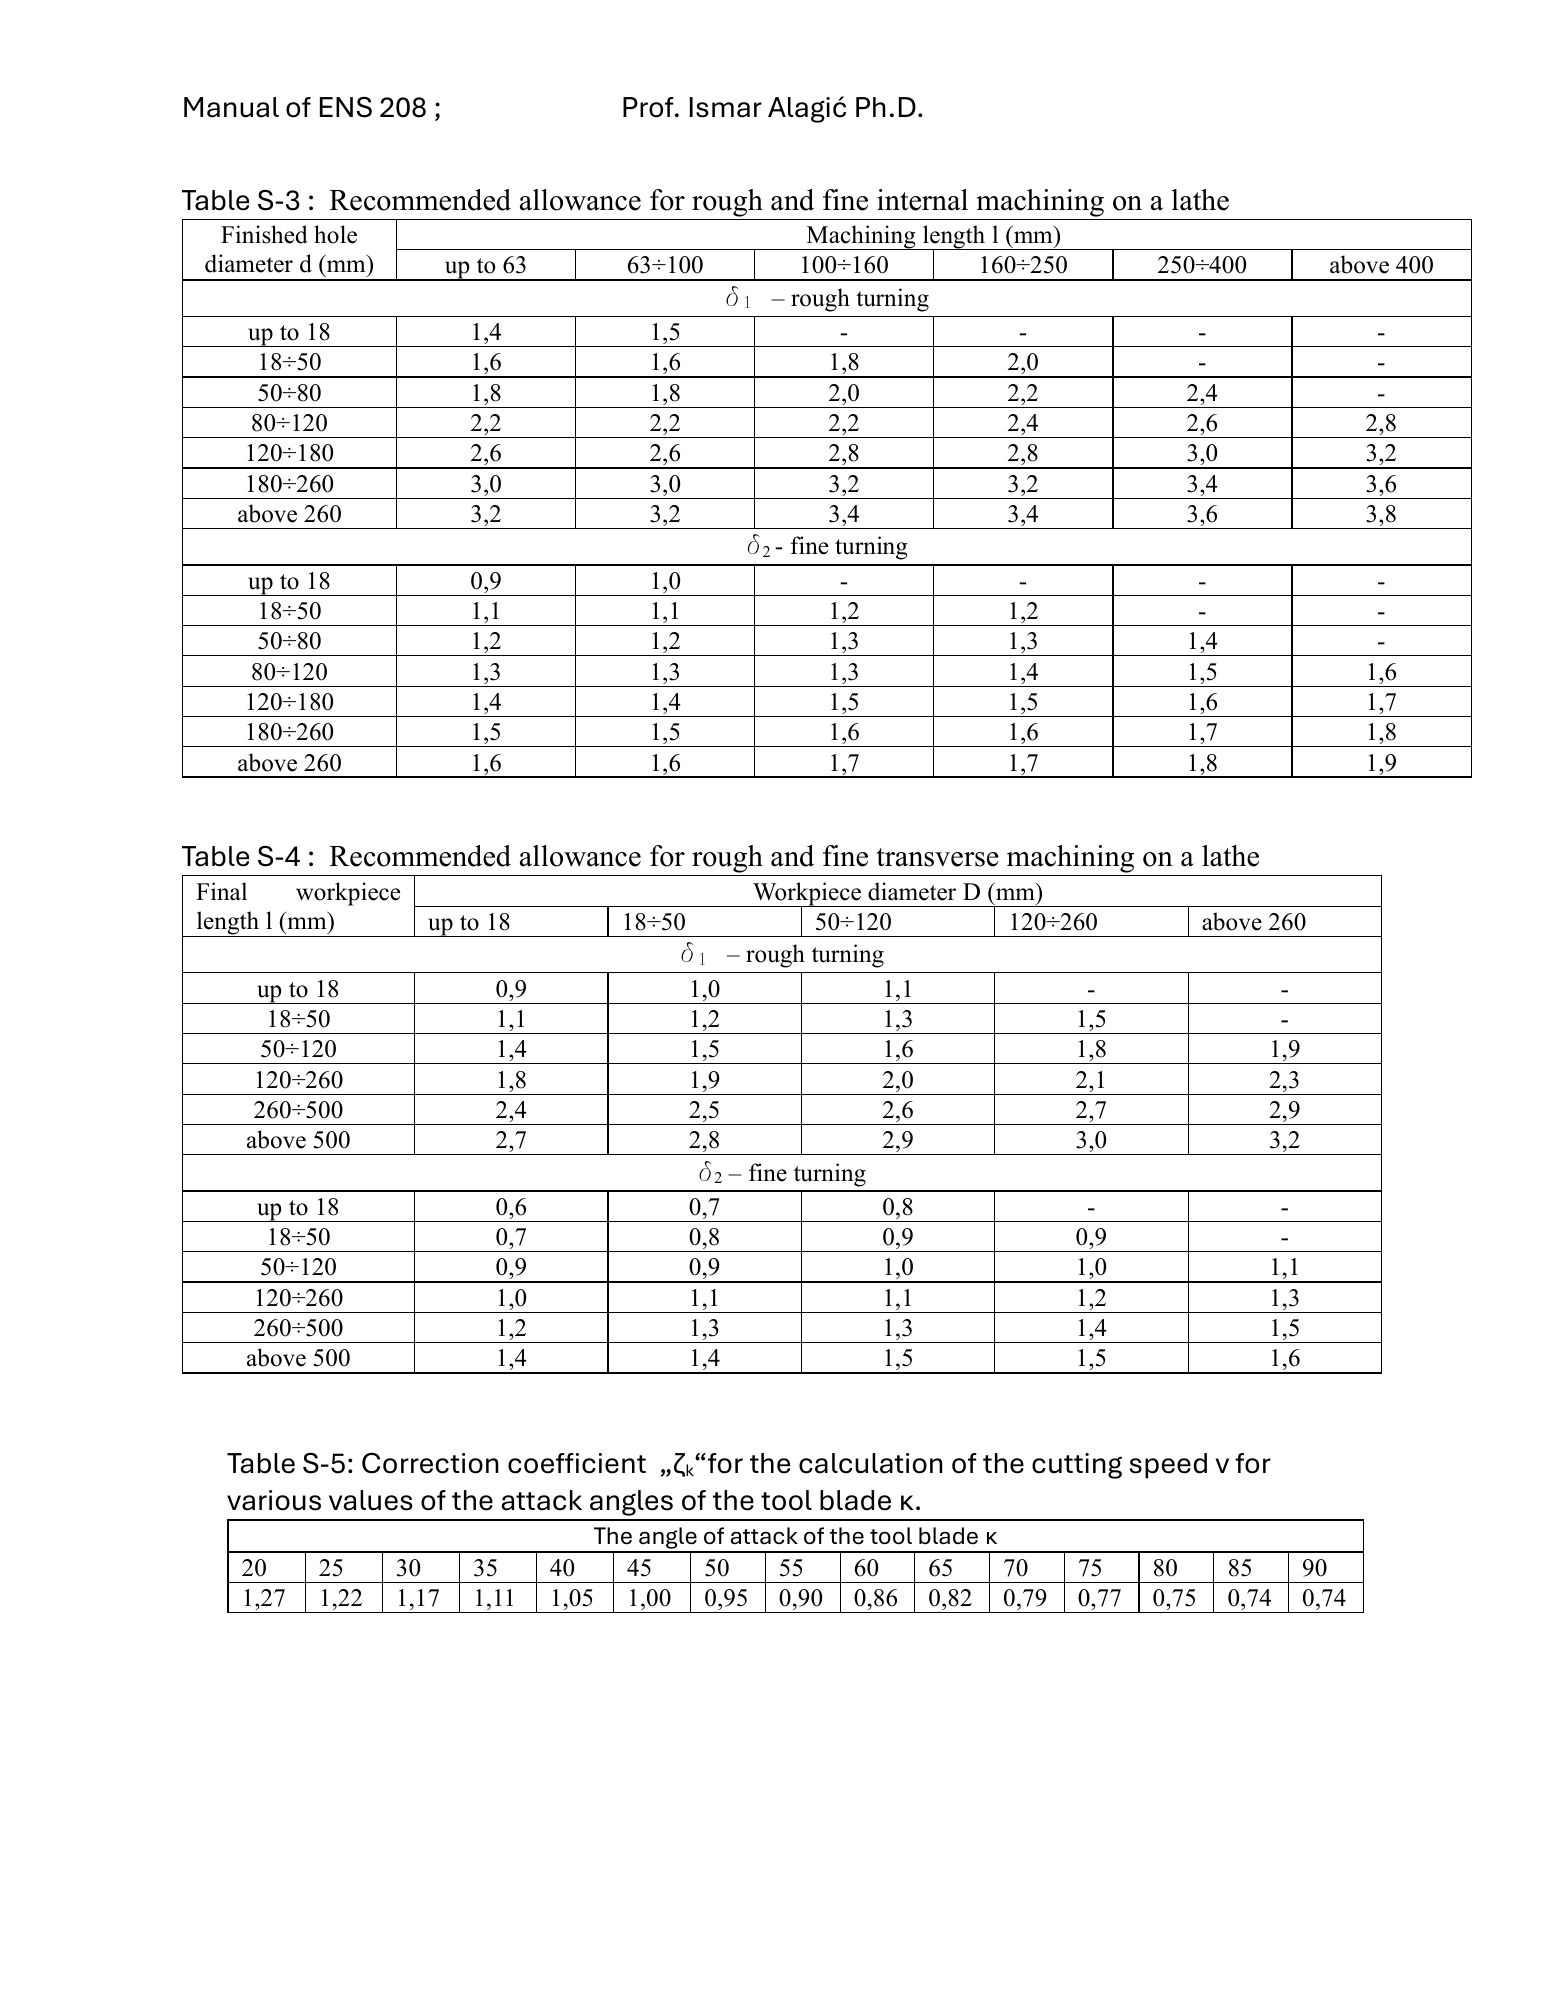 Manual of ENS 208 ; Prof. Ismar Alagić Ph.D.
Table S-3 : Recommended allowance for rough and fine internal machining on a lathe
Finished hole diameter d (mm) Machining length l (mm)
up to 63 63÷100 100÷160 160÷250 250÷400 above 400
δ1 – rough turning
up to 18 1,4 1,5 - - - -
18÷50 1,6 1,6 1,8 2,0 - -
50÷80 1,8 1,8 2,0 2,2 2,4 -
80÷120 2,2 2,2 2,2 2,4 2,6 2,8
120÷180 2,6 2,6 2,8 2,8 3,0 3,2
180÷260 3,0 3,0 3,2 3,2 3,4 3,6
above 260 3,2 3,2 3,4 3,4 3,6 3,8
δ2 - fine turning
up to 18 0,9 1,0 - - - -
18÷50 1,1 1,1 1,2 1,2 - -
50÷80 1,2 1,2 1,3 1,3 1,4 -
80÷120 1,3 1,3 1,3 1,4 1,5 1,6
120÷180 1,4 1,4 1,5 1,5 1,6 1,7
180÷260 1,5 1,5 1,6 1,6 1,7 1,8
above 260 1,6 1,6 1,7 1,7 1,8 1,9
Table S-4 : Recommended allowance for rough and fine transverse machining on a lathe
Final workpiece length l (mm) Workpiece diameter D (mm)
up to 18 18÷50 50÷120 120÷260 above 260
δ1 – rough turning
up to 18 0,9 1,0 1,1 - -
18÷50 1,1 1,2 1,3 1,5 -
50÷120 1,4 1,5 1,6 1,8 1,9
120÷260 1,8 1,9 2,0 2,1 2,3
260÷500 2,4 2,5 2,6 2,7 2,9
above 500 2,7 2,8 2,9 3,0 3,2
δ2 – fine turning
up to 18 0,6 0,7 0,8 - -
18÷50 0,7 0,8 0,9 0,9 -
50÷120 0,9 0,9 1,0 1,0 1,1
120÷260 1,0 1,1 1,1 1,2 1,3
260÷500 1,2 1,3 1,3 1,4 1,5
above 500 1,4 1,4 1,5 1,5 1,6
Table S-5: Correction coefficient „ζk“for the calculation of the cutting speed v for
various values of the attack angles of the tool blade κ.
The angle of attack of the tool blade κ
20 25 30 35 40 45 50 55 60 65 70 75 80 85 90
1,27 1,22 1,17 1,11 1,05 1,00 0,95 0,90 0,86 0,82 0,79 0,77 0,75 0,74 0,74